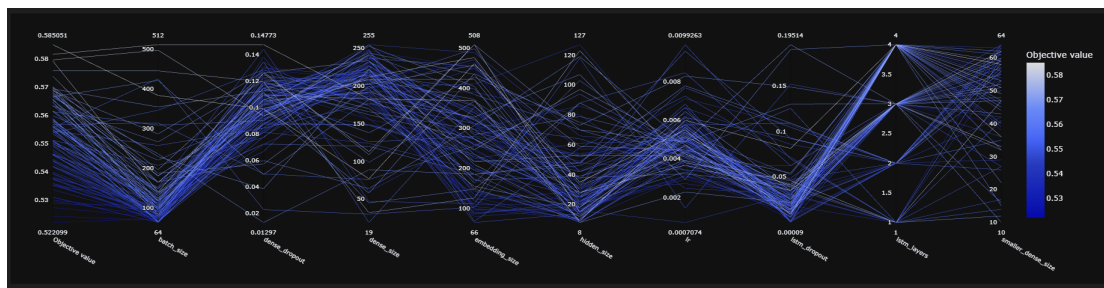 0.585051 512 0.14773 255 508 127 0.0099263 0.19514 4 64
0.58 0.57 0.56 0.55 0.54 0.53
500 400 300 200 100
0.14 0.12 0.1 0.08 0.06 0.04 0.02
250 200 150 100 50
500 400 300 200 100
120 100 80 60 40 20
0.008 0.006 0.004 0.002
0.15 0.1 0.05
4 3.5 3 2.5 2 1.5 1
60 50 40 30 20 10
0.522099 64 0.01297 19 66 8 0.0007074 0.00009 1 10
Objective value batch_size dense_dropout dense_size embedding_size hidden_size lr lstm_dropout lstm_layers smaller_dense_size
Objective value
0.58
0.57
0.56
0.55
0.54
0.53